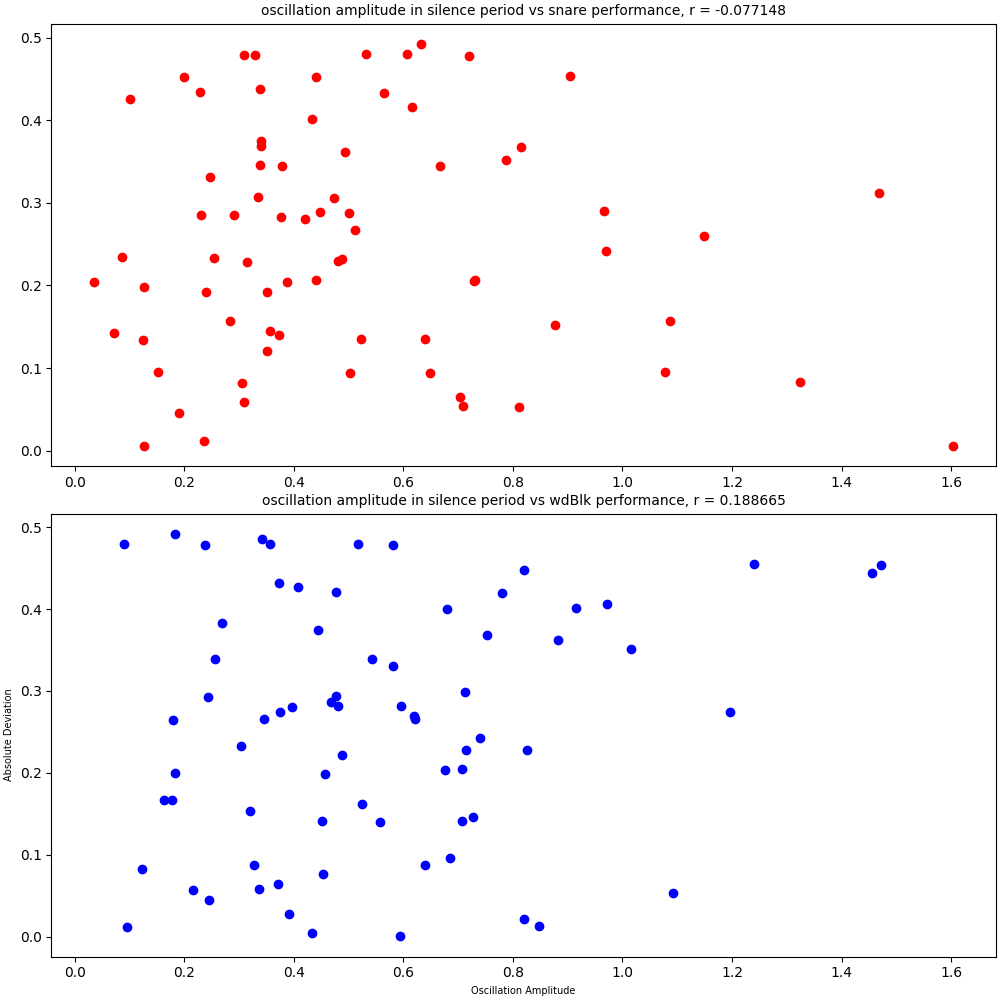 oscillation amplitude in silence period vs snare performance, r = -0.077148
0.5
0.4
0.3
0.2
0.1
0.0
0.0 0.2 0.4 0.6 0.8 1.0 1.2 1.4 1.6
oscillation amplitude in silence period vs wdBlk performance, r = 0.188665
0.5
0.4
0.3
0.2
0.1
0.0
Absolute Deviation
0.0 0.2 0.4 0.6 0.8 1.0 1.2 1.4 1.6
Oscillation Amplitude